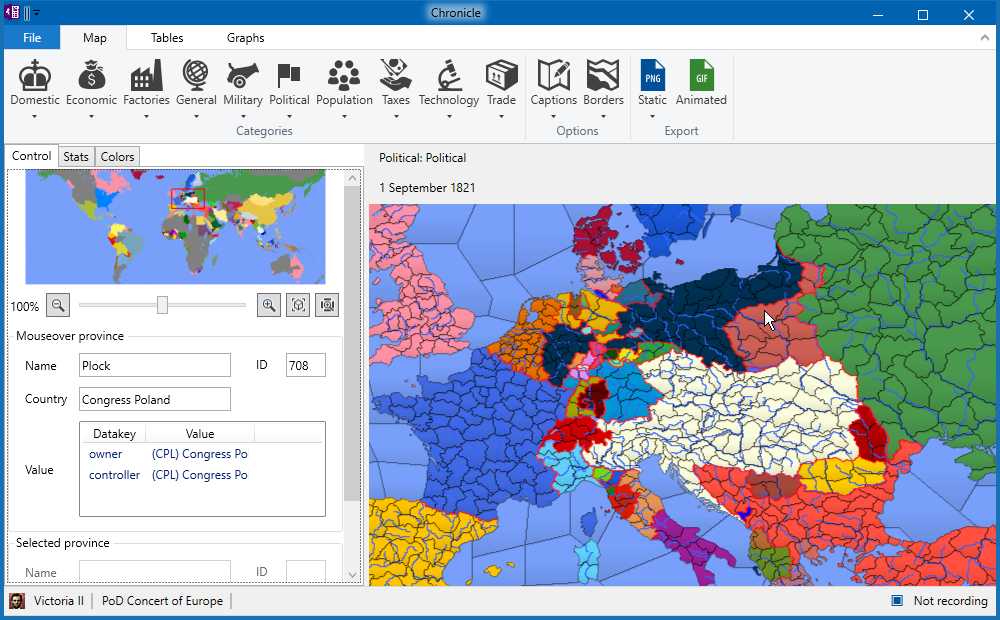 Chronicle
File Map Tables Graphs
Domestic Economic Factories General Military Political Population Taxes Technology Trade Captions Borders PNG Static GIF Animated
Categories Options Export
Control Stats Colors
Political: Political
1 September 1821
100%
Mouseover province
Name Plock ID 708
Country Congress Poland
Datakey Value
owner (CPL) Congress Po
Value
controller (CPL) Congress Po
Selected province
Name ID
Victoria II PoD Concert of Europe Not recording